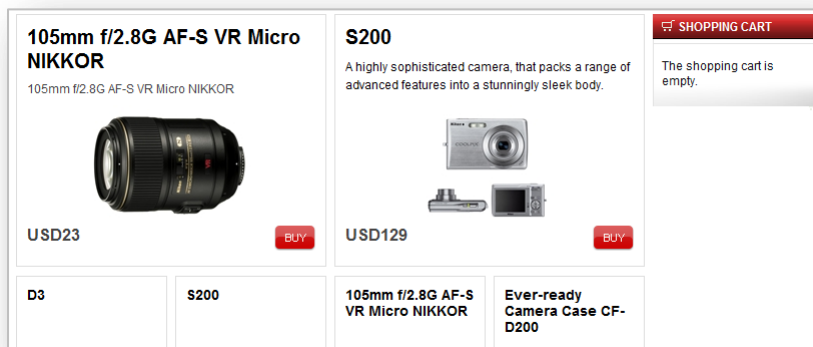 105mm f/2.8G AF-S VR Micro
NIKKOR
105mm f/2.8G AF-S VR Micro NIKKOR
USD23
BUY
S200
A highly sophisticated camera, that packs a range of
advanced features into a stunningly sleek body.
USD129
BUY
SHOPPING CART
The shopping cart is
empty.
D3
S200
105mm f/2.8G AF-S
VR Micro NIKKOR
Ever-ready
Camera Case CF-
D200